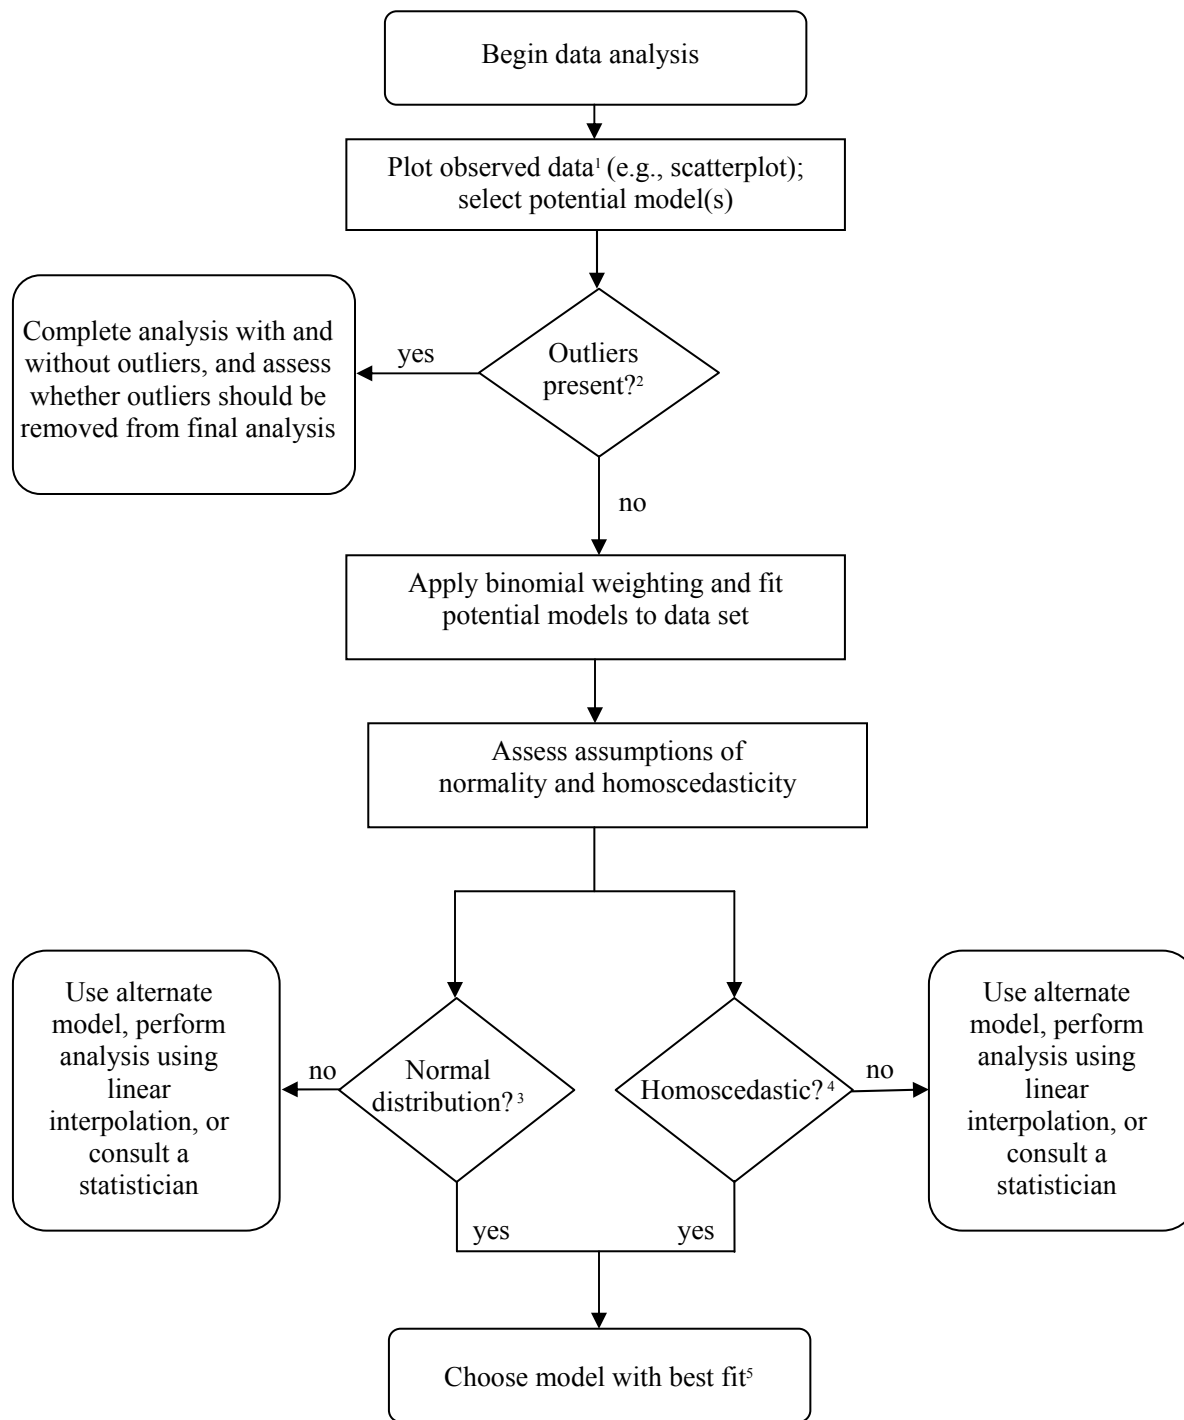 Begin data analysis
Plot observed data¹ (e.g., scatterplot);
select potential model(s)
Complete analysis with and
without outliers, and assess
whether outliers should be
removed from final analysis
yes
Outliers
present?²
no
Apply binomial weighting and fit
potential models to data set
Assess assumptions of
normality and homoscedasticity
Use alternate
model, perform
analysis using
linear
interpolation, or
consult a
statistician
no
Normal
distribution?³
Homoscedastic?⁴
no
Use alternate
model, perform
analysis using
linear
interpolation, or
consult a
statistician
yes
yes
Choose model with best fit⁵